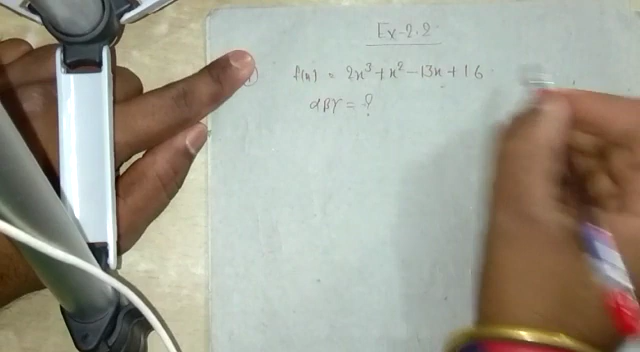 Ex-2.2
f(x) = 2x³+x²-13x+16
αβγ = ?